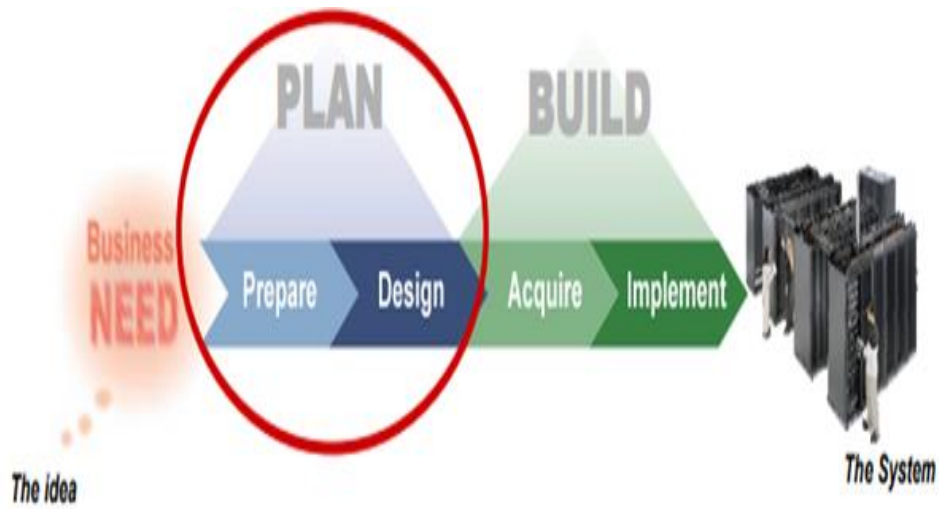 PLAN
BUILD
Business
NEED
Prepare
Design
Acquire
Implement
The idea
The System